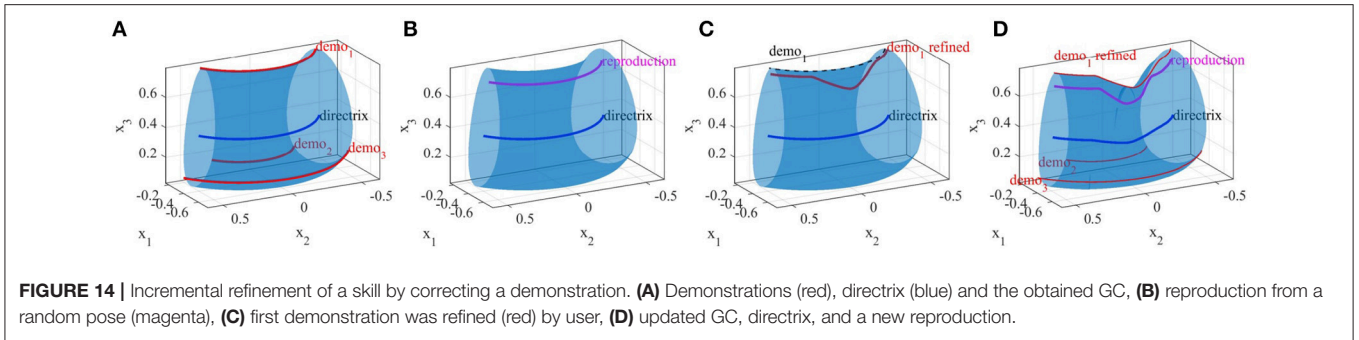 A
B
C
D
demo1
directrix
demo2
demo3
x3
0.6
0.4
0.2
-0.2
-0.4
-0.6
x1
0.5
0
-0.5
x2
reproduction
directrix
x3
0.6
0.4
0.2
-0.2
-0.4
-0.6
x1
0.5
0
-0.5
x2
demo1
demo1 refined
directrix
x3
0.6
0.4
0.2
-0.2
-0.4
-0.6
x1
0.5
0
-0.5
x2
demo1 refined
reproduction
directrix
demo2
demo3
x3
0.6
0.4
0.2
-0.2
-0.4
-0.6
x1
0.5
0
-0.5
x2
FIGURE 14 | Incremental refinement of a skill by correcting a demonstration. (A) Demonstrations (red), directrix (blue) and the obtained GC, (B) reproduction from a
random pose (magenta), (C) first demonstration was refined (red) by user, (D) updated GC, directrix, and a new reproduction.